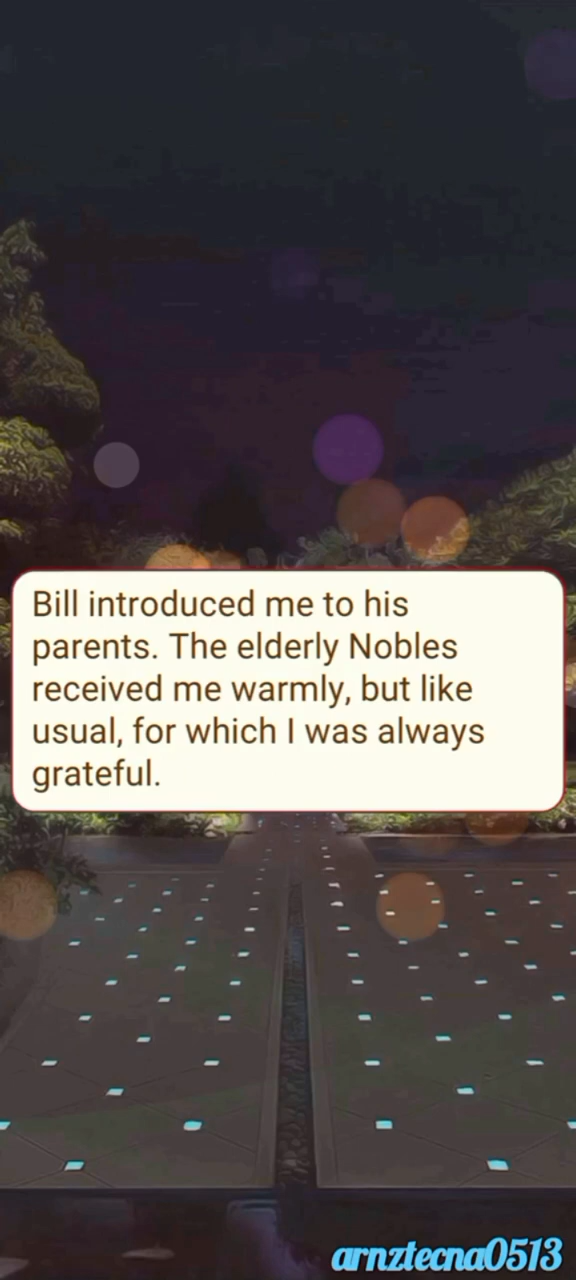 Bill introduced me to his
parents. The elderly Nobles
received me warmly, but like
usual, for which I was always
grateful.
arnztecna0513